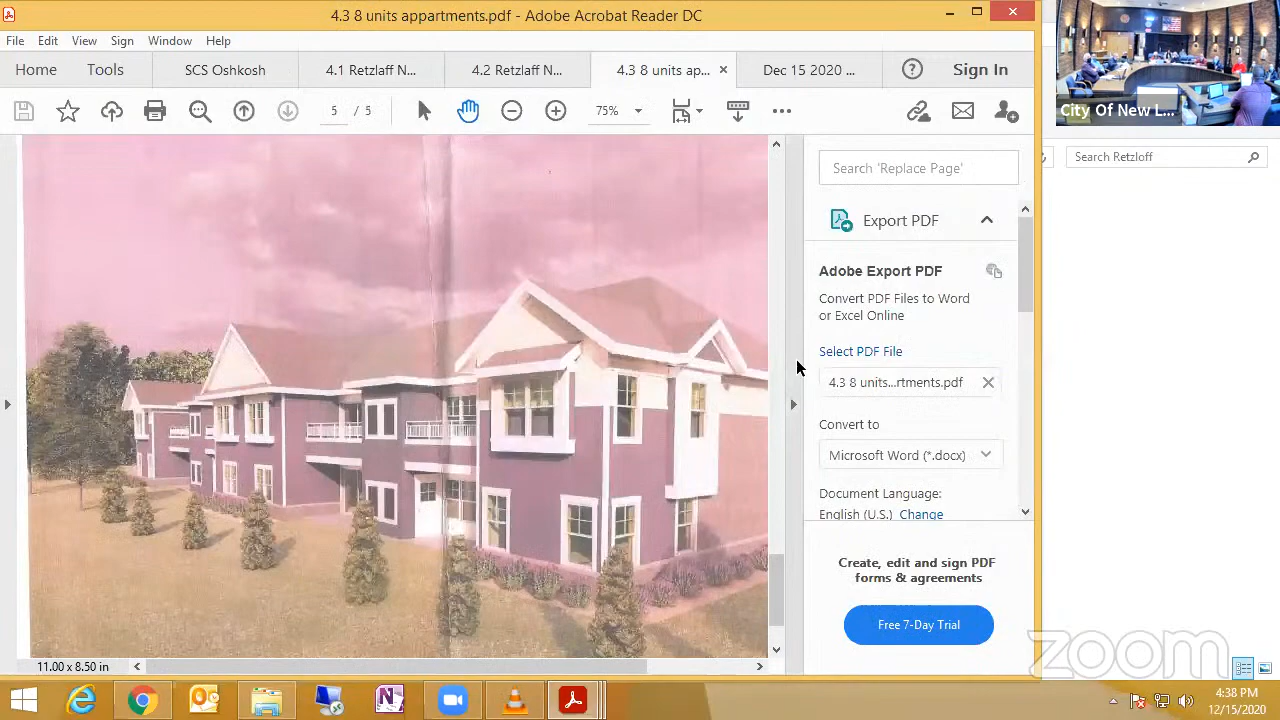 4.3 8 units appartments.pdf - Adobe Acrobat Reader DC
File Edit View Sign Window Help
Home Tools SCS Oshkosh 4.1 Retzlaff N... 4.2 Retzlaff N... 4.3 8 units ap... Dec 15 2020 ... Sign In
5 5 75%
City Of New L...
Search Retzloff
Search 'Replace Page'
Export PDF
Adobe Export PDF
Convert PDF Files to Word
or Excel Online
Select PDF File
4.3 8 units...rtments.pdf
Convert to
Microsoft Word (*.docx)
Document Language:
English (U.S.) Change
Create, edit and sign PDF
forms & agreements
Free 7-Day Trial
11.00 x 8.50 in
zoom
4:38 PM
12/15/2020